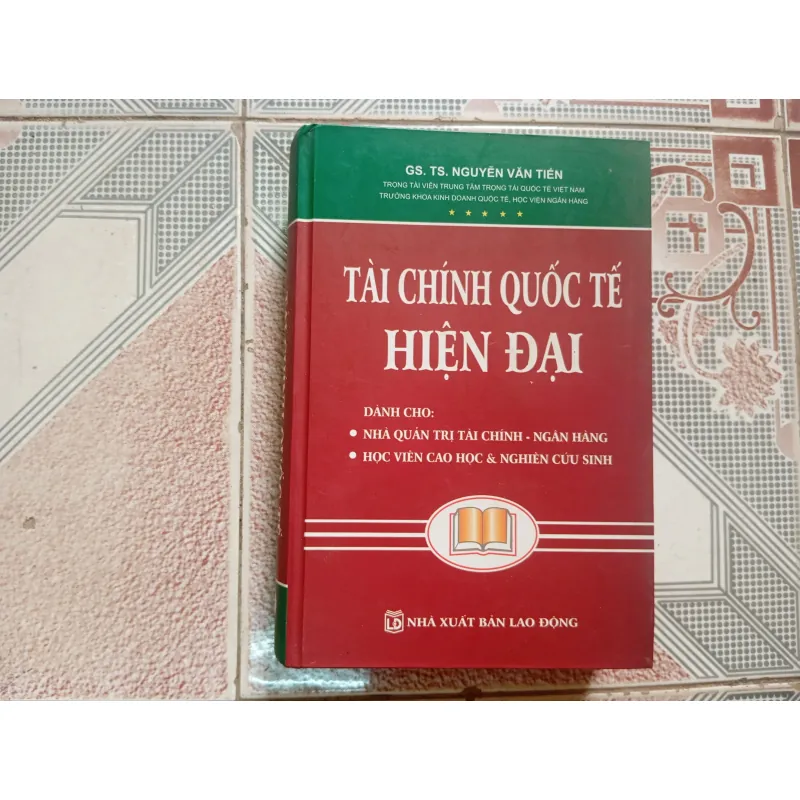 GS. TS. NGUYỄN VĂN TIẾN
TRỌNG TÀI VIÊN TRUNG TÂM TRỌNG TÀI QUỐC TẾ VIỆT NAM
TRƯỞNG KHOA KINH DOANH QUỐC TẾ, HỌC VIỆN NGÂN HÀNG
TÀI CHÍNH QUỐC TẾ
HIỆN ĐẠI
DÀNH CHO:
• NHÀ QUẢN TRỊ TÀI CHÍNH - NGÂN HÀNG
• HỌC VIÊN CAO HỌC & NGHIÊN CỨU SINH
LĐ NHÀ XUẤT BẢN LAO ĐỘNG